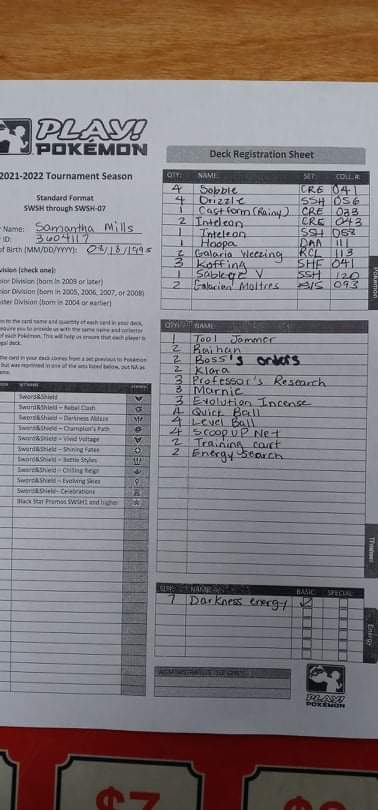 PLAY!
POKÉMON
2021-2022 Tournament Season
Standard Format
SWSH through SWSH-07
Name: Samantha Mills
ID: 3604117
of Birth (MM/DD/YYYY):
Division (check one):
ior Division (born in 2009 or later)
ior Division (born in 2005, 2006, 2007, or 2008)
ster Division (born in 2004 or earlier)
Sword&Shield
Sword&Shield – Rebel Clash
Sword&Shield – Darkness Ablaze
Sword&Shield – Champion's Path
Sword&Shield – Vivid Voltage
Sword&Shield – Shining Fates
Sword&Shield – Battle Styles
Sword&Shield – Chilling Reign
Sword&Shield – Evolving Skies
Sword&Shield– Celebrations
Black Star Promos SWSH1 and higher
Deck Registration Sheet
QTY: NAME: SET: COLL.#:
4 Sobble CRE 041
4 Drizzile SSH 056
1 Castform (Rainy) CRE 033
2 Inteleon CRE 043
1 Inteleon SSH 058
1 Hoopa DAA 111
2 Galaria Weezing RCL 113
3 Koffing SHF 041
1 Sableye V SSH 120
2 Galarian Moltres 093
Pokemon
QTY: NAME
1 Tool Jammer
2 Raihan
2 Boss's orders
2 Klara
3 Professor's Research
3 Marnie
3 Evolution Incense
4 Quick Ball
4 Level Ball
4 Scoop UP Net
2 Training court
2 Energy Search
Trainer
QTY: NAME: BASIC SPECIAL
7 Darkness energy
Energy
ADMINISTRATIVE USE ONLY
PLAY!
POKÉMON
$7